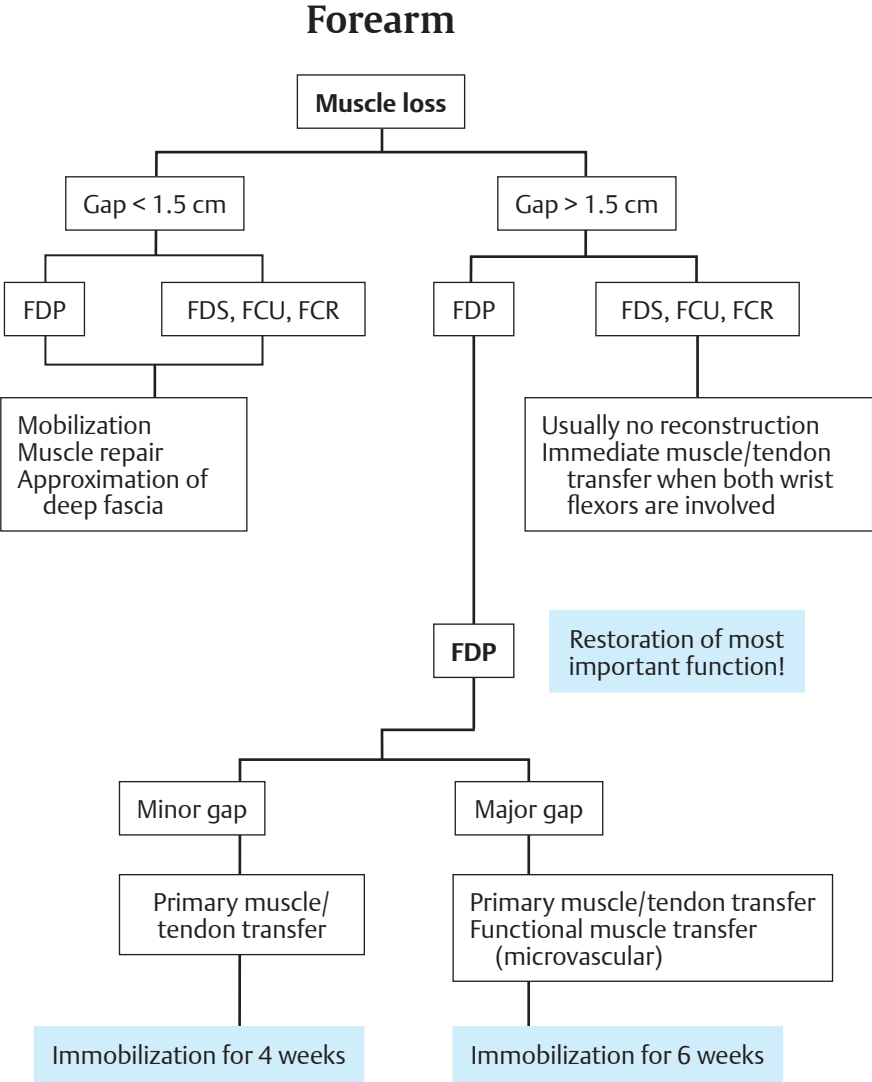 Forearm
Muscle loss
Gap < 1.5 cm
Gap > 1.5 cm
FDP
FDS, FCU, FCR
FDP
FDS, FCU, FCR
Mobilization
Muscle repair
Approximation of
deep fascia
Usually no reconstruction
Immediate muscle/tendon
transfer when both wrist
flexors are involved
FDP
Restoration of most
important function!
Minor gap
Major gap
Primary muscle/
tendon transfer
Primary muscle/tendon transfer
Functional muscle transfer
(microvascular)
Immobilization for 4 weeks
Immobilization for 6 weeks